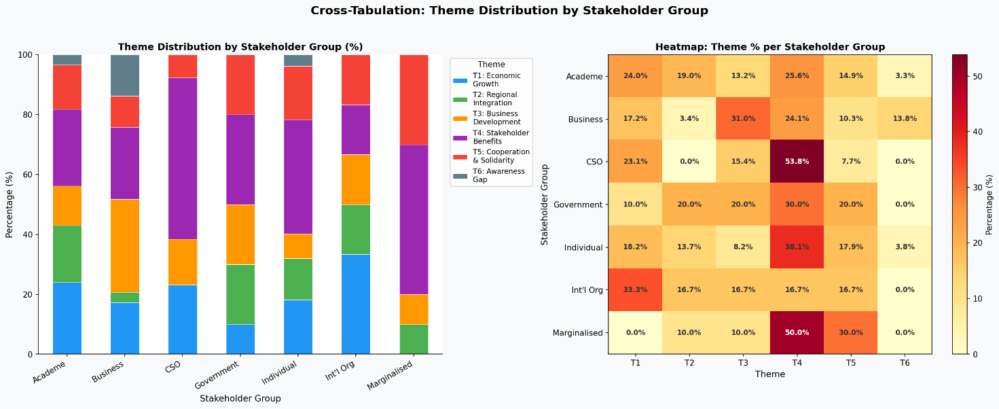 Cross-Tabulation: Theme Distribution by Stakeholder Group
Theme Distribution by Stakeholder Group (%)
Percentage (%)
100
80
60
40
20
0
Academe
Business
CSO
Government
Individual
Int'l Org
Marginalised
Stakeholder Group
Theme
T1: Economic
Growth
T2: Regional
Integration
T3: Business
Development
T4: Stakeholder
Benefits
T5: Cooperation
& Solidarity
T6: Awareness
Gap
Heatmap: Theme % per Stakeholder Group
Stakeholder Group
Academe 24.0% 19.0% 13.2% 25.6% 14.9% 3.3%
Business 17.2% 3.4% 31.0% 24.1% 10.3% 13.8%
CSO 23.1% 0.0% 15.4% 53.8% 7.7% 0.0%
Government 10.0% 20.0% 20.0% 30.0% 20.0% 0.0%
Individual 18.2% 13.7% 8.2% 38.1% 17.9% 3.8%
Int'l Org 33.3% 16.7% 16.7% 16.7% 16.7% 0.0%
Marginalised 0.0% 10.0% 10.0% 50.0% 30.0% 0.0%
T1 T2 T3 T4 T5 T6
Theme
50
40
30
20
10
0
Percentage (%)